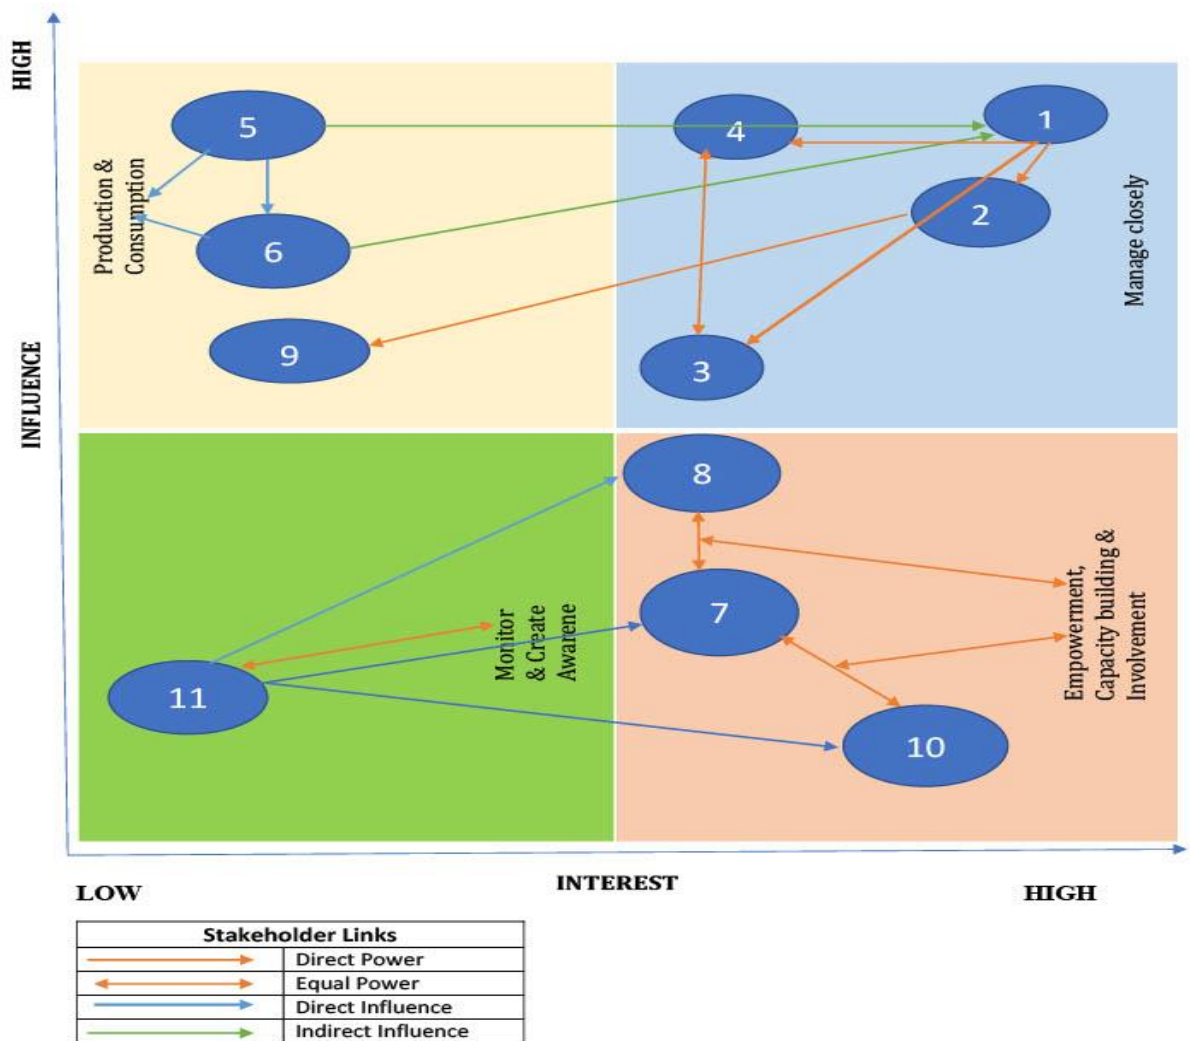 HIGH
5
4
1
Production &
Consumption
6
2
Manage closely
9
3
INFLUENCE
8
7
Monitor
& Create
Awarene
Empowerment,
Capacity building &
Involvement
11
10
LOW
INTEREST
HIGH
Stakeholder Links
Direct Power
Equal Power
Direct Influence
Indirect Influence